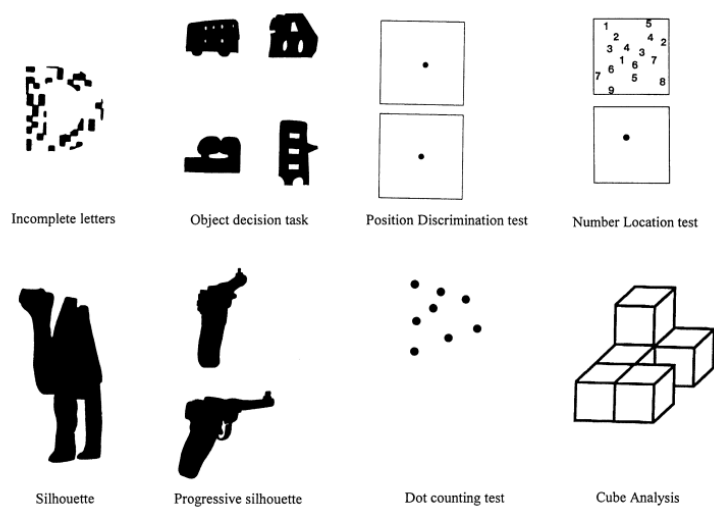 D
1 5
2 4 2
3 4 3
1 7
6 6
7 5 8
9
Incomplete letters
Object decision task
Position Discrimination test
Number Location test
Silhouette
Progressive silhouette
Dot counting test
Cube Analysis